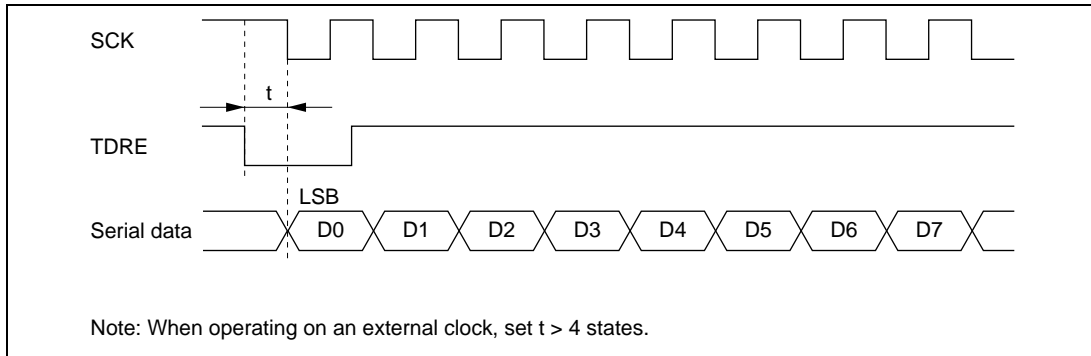 SCK
t
TDRE
LSB
Serial data
D0 D1 D2 D3 D4 D5 D6 D7
Note: When operating on an external clock, set t > 4 states.